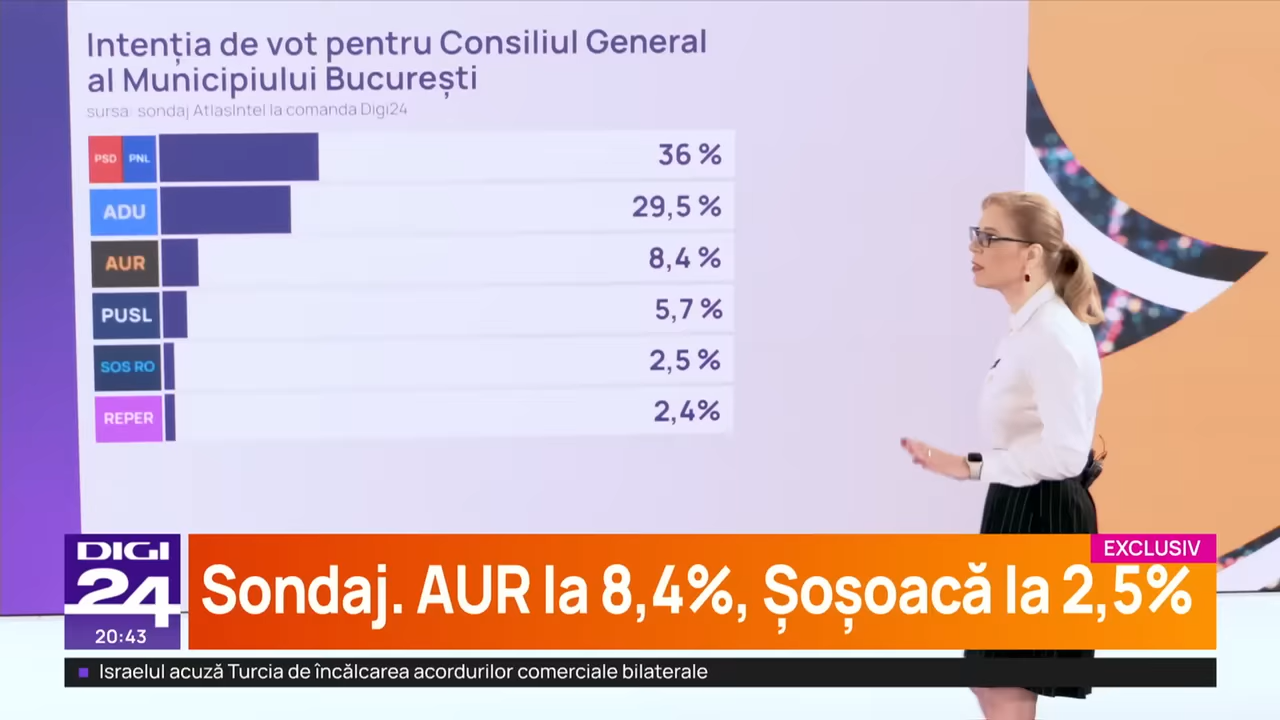 Intenția de vot pentru Consiliul General
al Municipiului București
sursa: sondaj AtlasIntel la comanda Digi24
PSD PNL 36 %
ADU 29,5 %
AUR 8,4 %
PUSL 5,7 %
SOS RO 2,5 %
REPER 2,4%
EXCLUSIV
DIGI
24
20:43
Sondaj. AUR la 8,4%, Șoșoacă la 2,5%
Israelul acuză Turcia de încălcarea acordurilor comerciale bilaterale